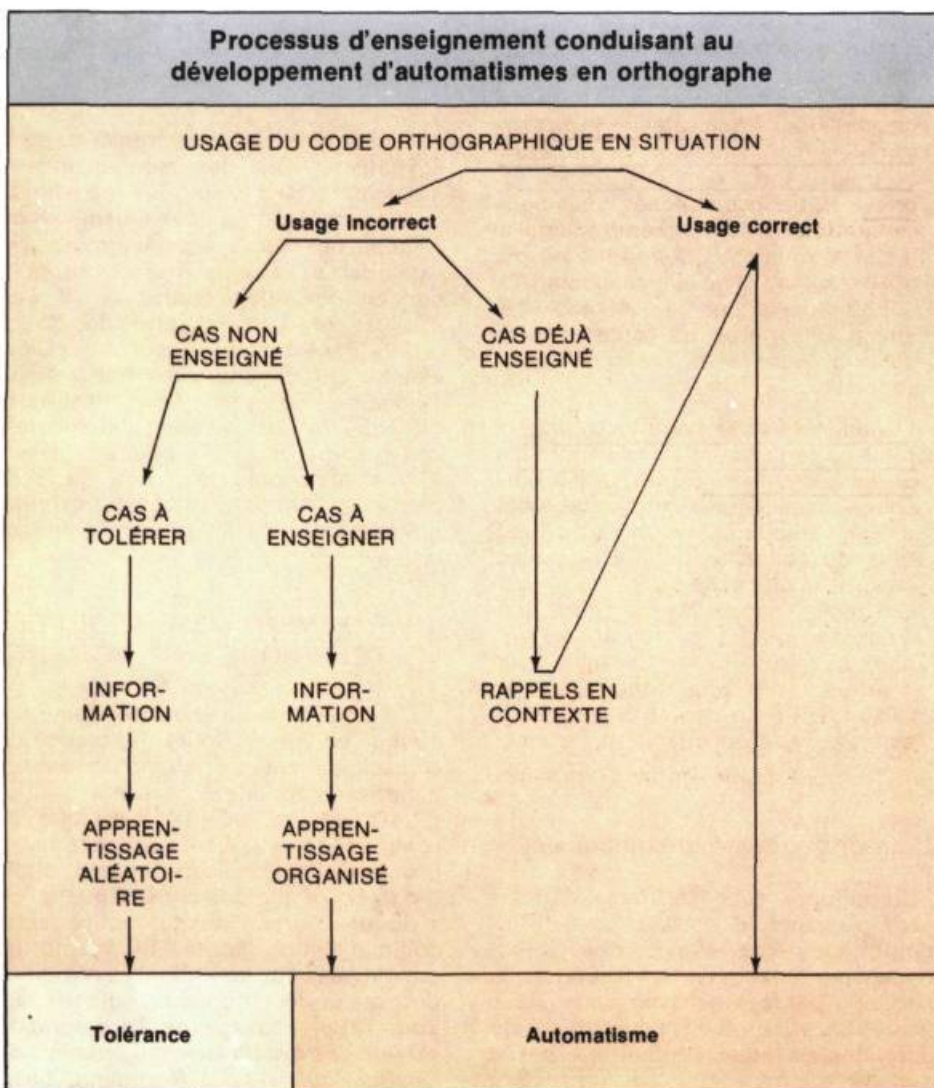 Processus d'enseignement conduisant au
développement d'automatismes en orthographe
USAGE DU CODE ORTHOGRAPHIQUE EN SITUATION
Usage incorrect
Usage correct
CAS NON
ENSEIGNÉ
CAS DÉJÀ
ENSEIGNÉ
CAS À
TOLÉRER
CAS À
ENSEIGNER
INFOR-
MATION
INFOR-
MATION
RAPPELS EN
CONTEXTE
APPREN-
TISSAGE
ALÉATOI-
RE
APPREN-
TISSAGE
ORGANISÉ
Tolérance
Automatisme